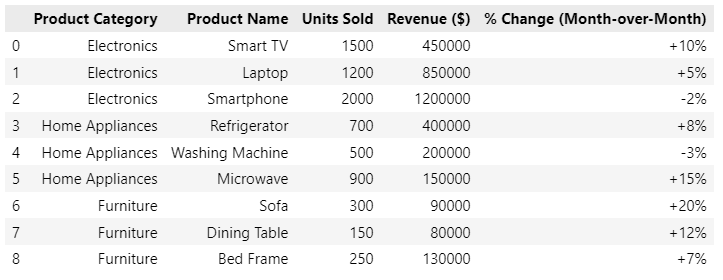 Product Category Product Name Units Sold Revenue ($) % Change (Month-over-Month)
0 Electronics Smart TV 1500 450000 +10%
1 Electronics Laptop 1200 850000 +5%
2 Electronics Smartphone 2000 1200000 -2%
3 Home Appliances Refrigerator 700 400000 +8%
4 Home Appliances Washing Machine 500 200000 -3%
5 Home Appliances Microwave 900 150000 +15%
6 Furniture Sofa 300 90000 +20%
7 Furniture Dining Table 150 80000 +12%
8 Furniture Bed Frame 250 130000 +7%